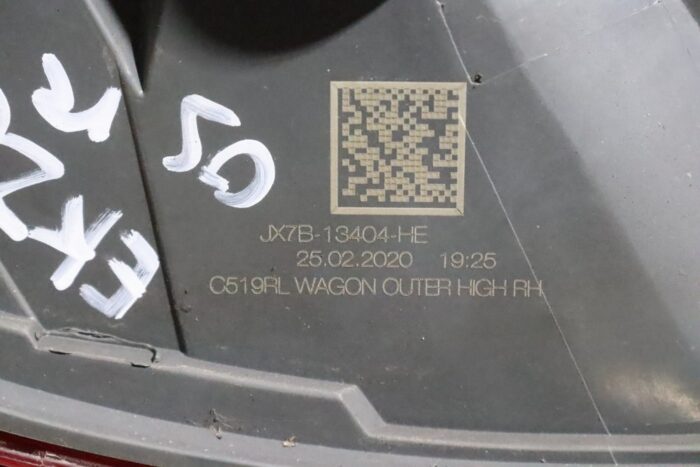 JX7B-13404-HE
25.02.2020 19:25
C519RL WAGON OUTER HIGH RH